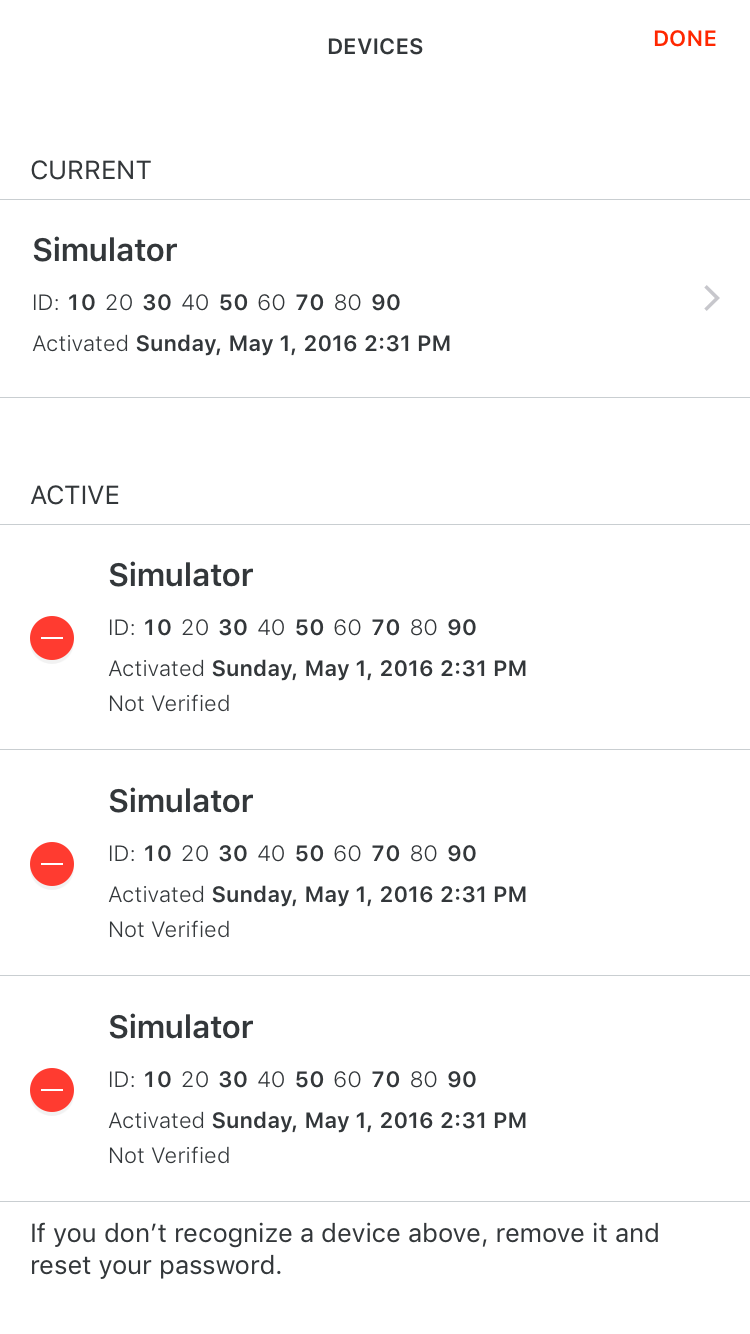 DEVICES
DONE
CURRENT
Simulator
ID: 10 20 30 40 50 60 70 80 90
Activated Sunday, May 1, 2016 2:31 PM
ACTIVE
Simulator
ID: 10 20 30 40 50 60 70 80 90
Activated Sunday, May 1, 2016 2:31 PM
Not Verified
Simulator
ID: 10 20 30 40 50 60 70 80 90
Activated Sunday, May 1, 2016 2:31 PM
Not Verified
Simulator
ID: 10 20 30 40 50 60 70 80 90
Activated Sunday, May 1, 2016 2:31 PM
Not Verified
If you don’t recognize a device above, remove it and
reset your password.